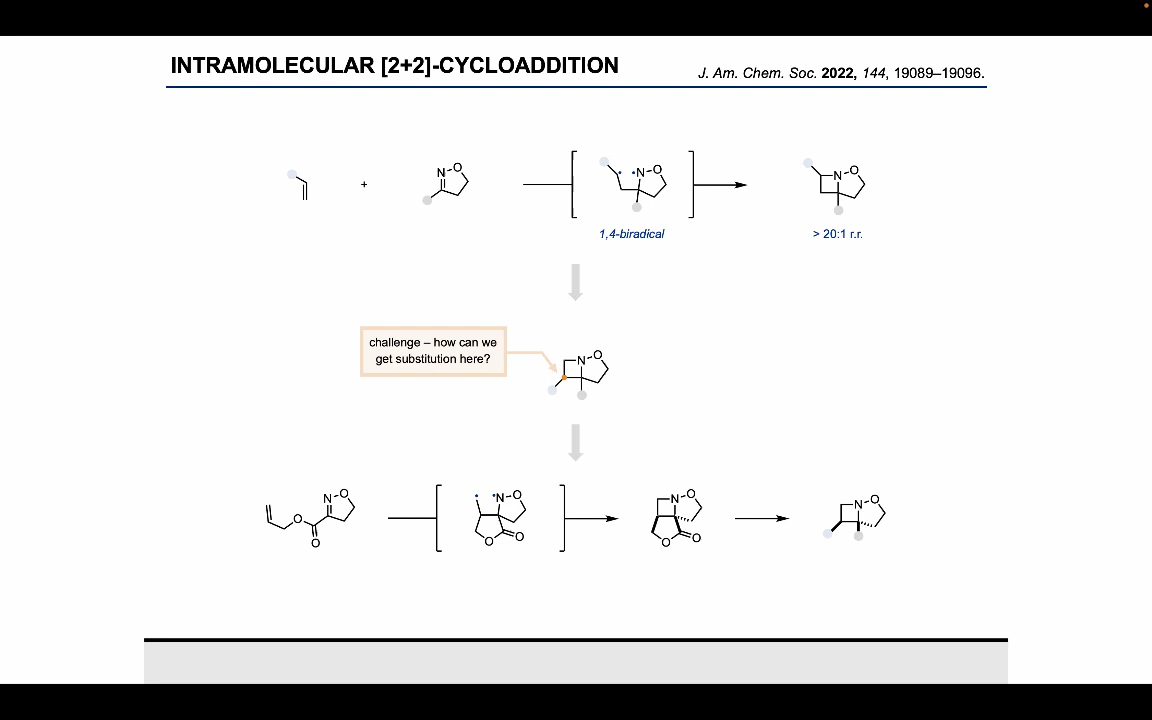 INTRAMOLECULAR [2+2]-CYCLOADDITION
J. Am. Chem. Soc. 2022, 144, 19089–19096.
+
N
O
N
O
N
O
1,4-biradical
> 20:1 r.r.
challenge – how can we
get substitution here?
N
O
N
O
O
O
N
O
O
O
N
O
O
O
N
O